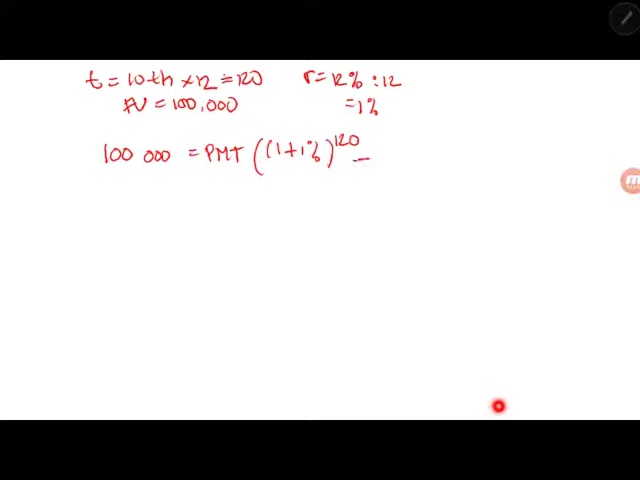 t = 10 th x 12 = 120 r = 12% : 12
FV = 100.000 = 1%
100 000 = PMT ((1+1%)^120 –